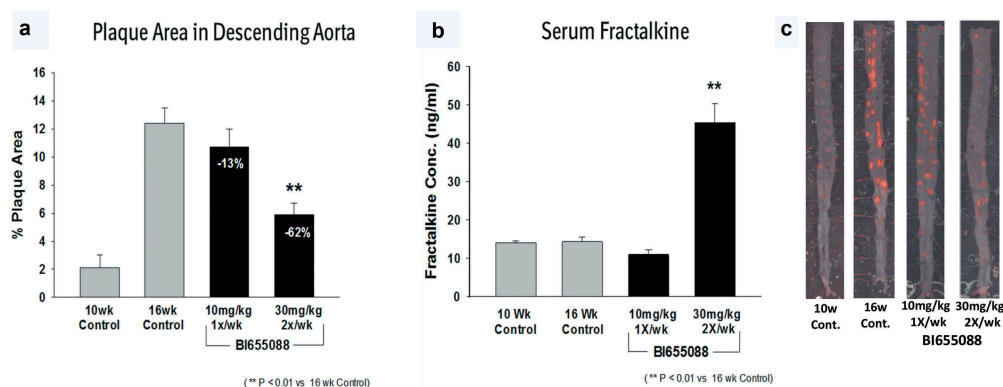 a
Plaque Area in Descending Aorta
% Plaque Area
16
14
12
10
8
6
4
2
0
-13%
**
-62%
10wk
Control
16wk
Control
10mg/kg
1x/wk
30mg/kg
2x/wk
BI655088
( ** P < 0.01 vs 16 wk Control)
b
Serum Fractalkine
Fractalkine Conc. (ng/ml)
60
50
40
30
20
10
0
**
10 Wk
Control
16 Wk
Control
10mg/kg
1X/wk
30mg/kg
2X/wk
BI655088
( ** P < 0.01 vs 16 wk Control)
c
10w
Cont.
16w
Cont.
10mg/kg
1X/wk
30mg/kg
2X/wk
BI655088